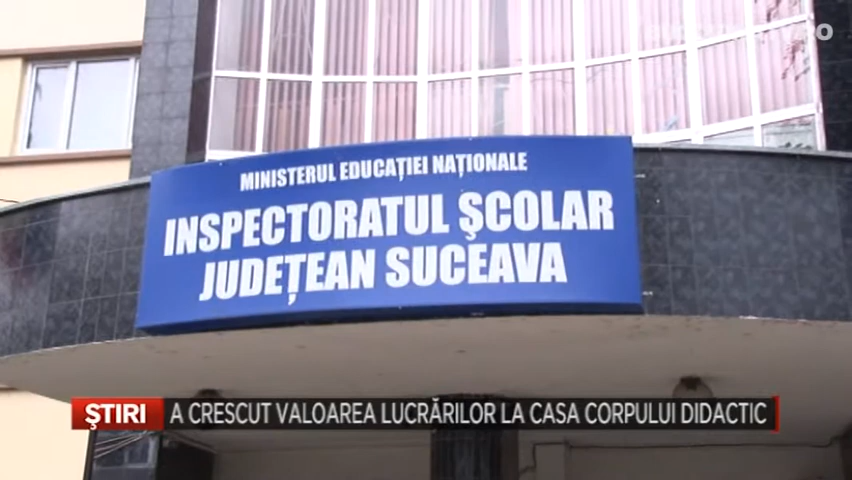 MINISTERUL EDUCAȚIEI NAȚIONALE
INSPECTORATUL ŞCOLAR
JUDEȚEAN SUCEAVA
ŞTIRI A CRESCUT VALOAREA LUCRĂRILOR LA CASA CORPULUI DIDACTIC